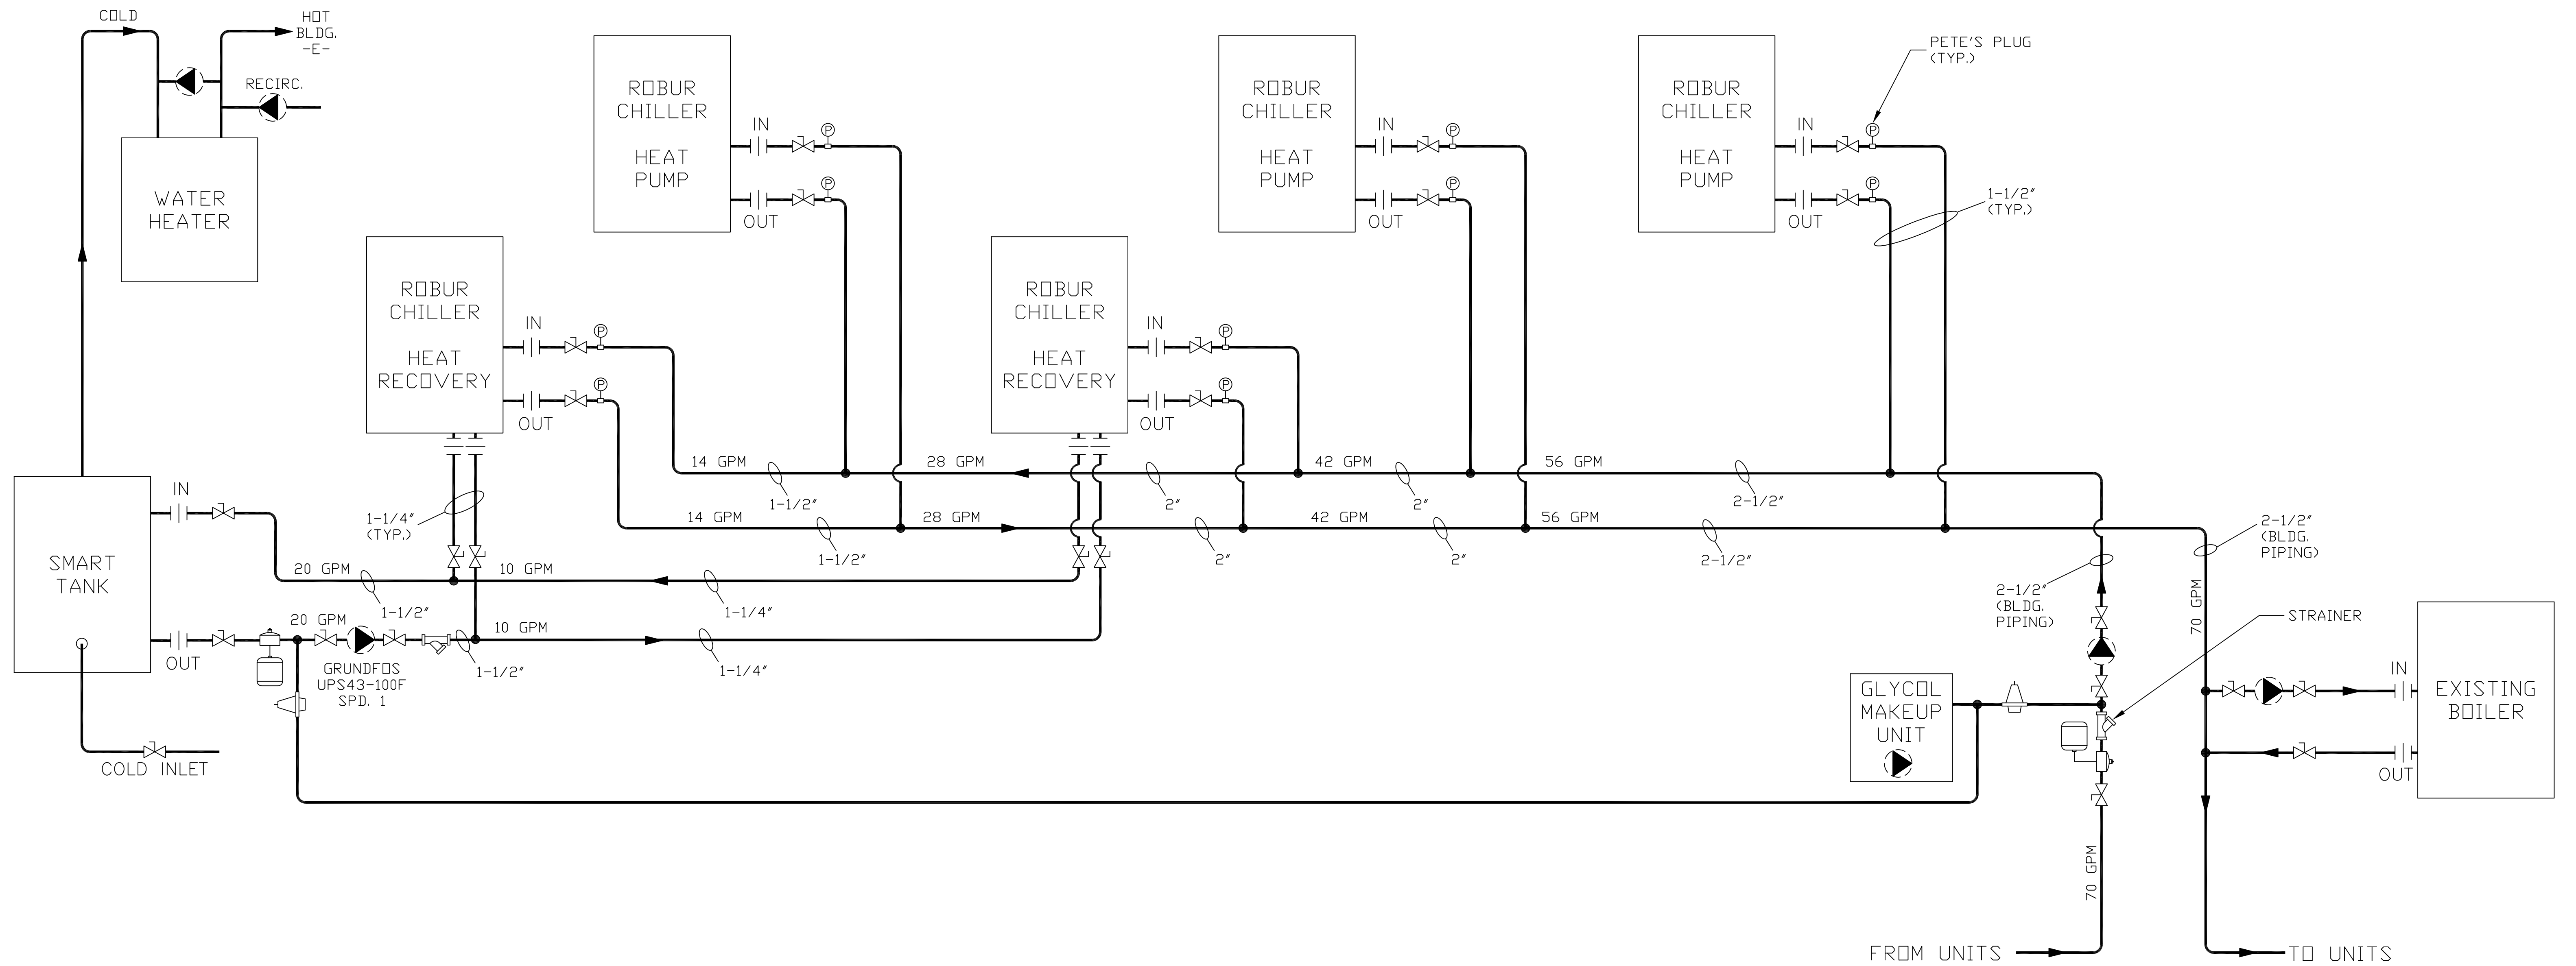 COLD
HOT
BLDG.
-E-
RECIRC.
WATER
HEATER
ROBUR
CHILLER
HEAT
PUMP
IN
P
OUT
P
ROBUR
CHILLER
HEAT
PUMP
IN
P
OUT
P
ROBUR
CHILLER
HEAT
PUMP
IN
P
OUT
P
PETE'S PLUG
(TYP.)
1-1/2"
(TYP.)
ROBUR
CHILLER
HEAT
RECOVERY
IN
P
OUT
P
ROBUR
CHILLER
HEAT
RECOVERY
IN
P
OUT
P
14 GPM
1-1/2"
28 GPM
2"
42 GPM
2"
56 GPM
2-1/2"
14 GPM
1-1/2"
28 GPM
2"
42 GPM
2"
56 GPM
2-1/2"
1-1/4"
(TYP.)
SMART
TANK
IN
20 GPM
1-1/2"
10 GPM
1-1/4"
OUT
20 GPM
GRUNDFOS
UPS43-100F
SPD. 1
1-1/2"
10 GPM
1-1/4"
COLD INLET
2-1/2"
(BLDG.
PIPING)
2-1/2"
(BLDG.
PIPING)
70 GPM
STRAINER
GLYCOL
MAKEUP
UNIT
IN
OUT
EXISTING
BOILER
70 GPM
FROM UNITS
TO UNITS